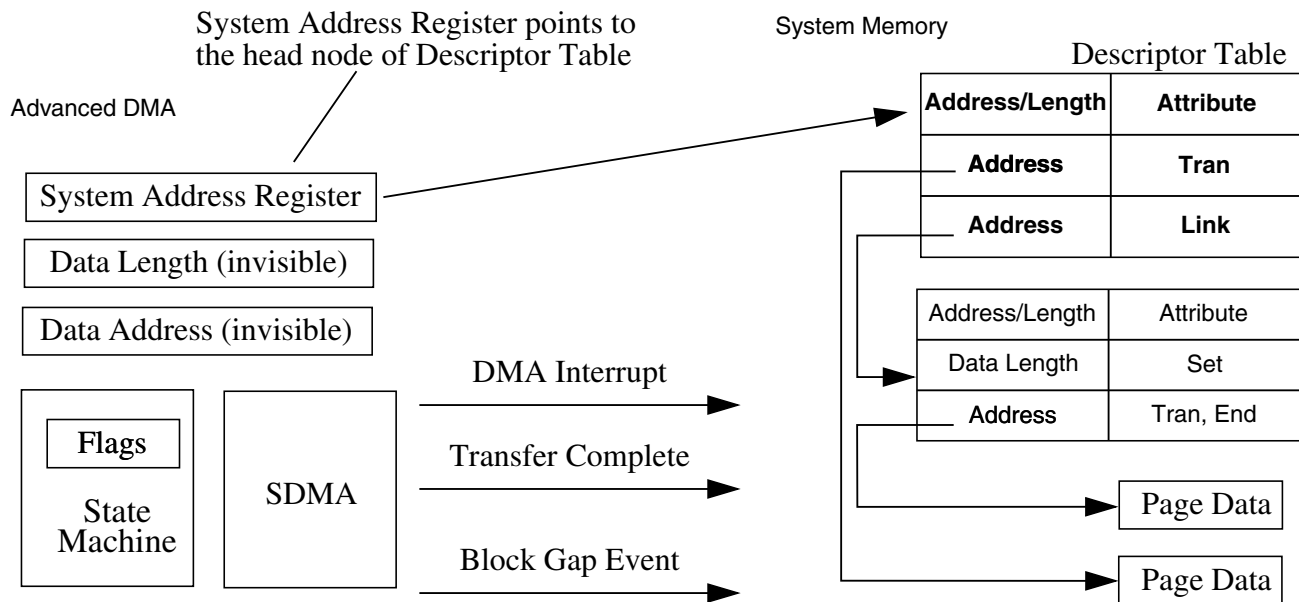 System Address Register points to
the head node of Descriptor Table
System Memory
Descriptor Table
Advanced DMA
Address/Length Attribute
Address Tran
Address Link
System Address Register
Data Length (invisible)
Data Address (invisible)
Address/Length Attribute
Data Length Set
Address Tran, End
DMA Interrupt
Flags
State
Machine
SDMA
Transfer Complete
Block Gap Event
Page Data
Page Data